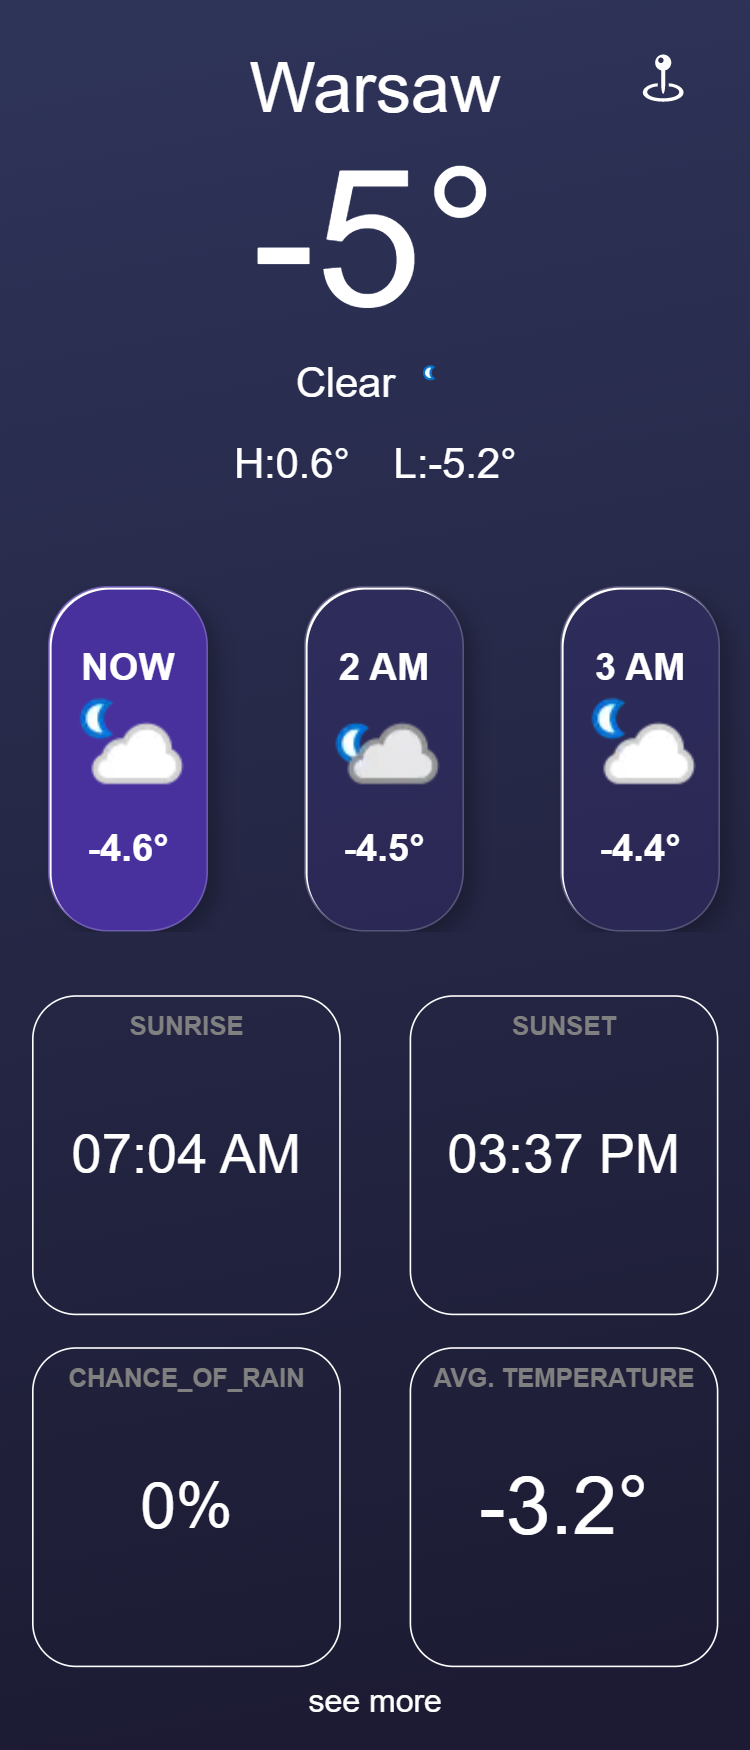 Warsaw
-5°
Clear
H:0.6° L:-5.2°
NOW 2 AM 3 AM
-4.6° -4.5° -4.4°
SUNRISE SUNSET
07:04 AM 03:37 PM
CHANCE_OF_RAIN AVG. TEMPERATURE
0% -3.2°
see more